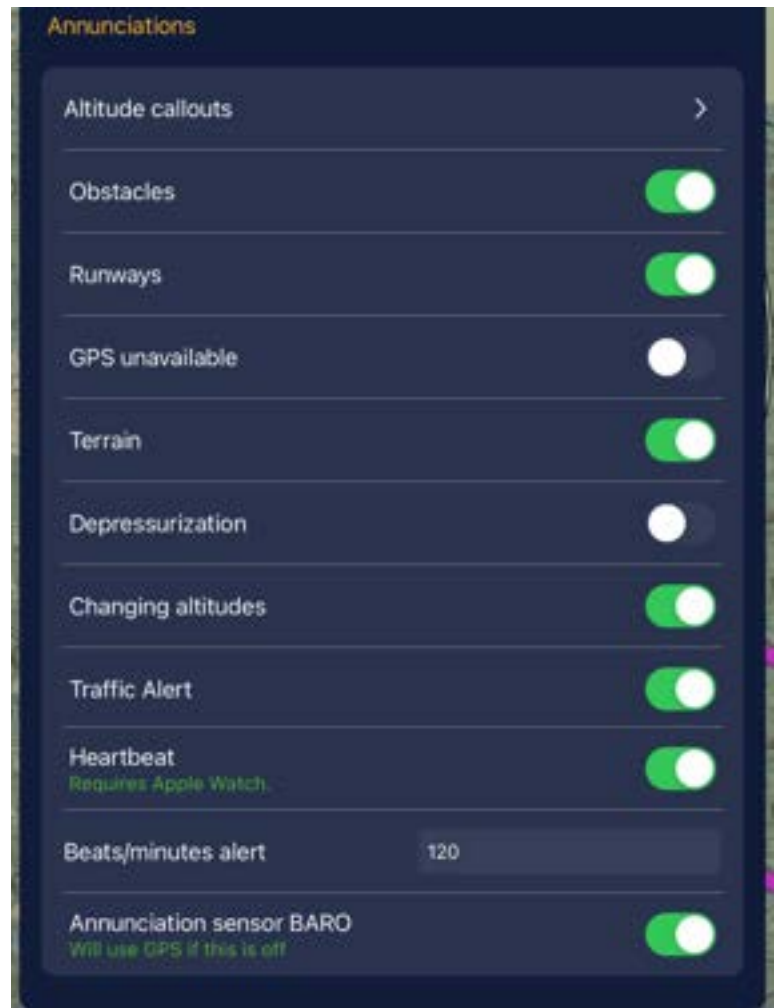 Annunciations
Altitude callouts
Obstacles
Runways
GPS unavailable
Terrain
Depressurization
Changing altitudes
Traffic Alert
Heartbeat
Requires Apple Watch.
Beats/minutes alert 120
Annunciation sensor BARO
Will use GPS if this is off